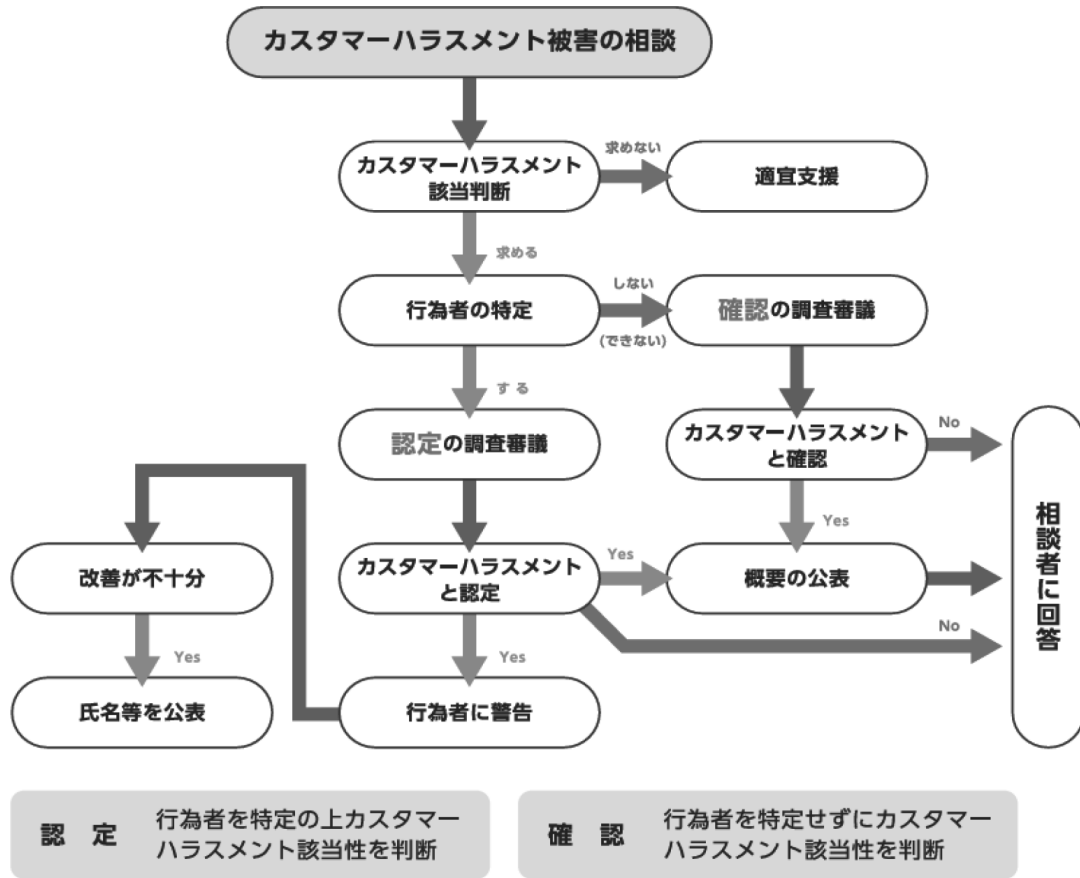 カスタマーハラスメント被害の相談
カスタマーハラスメント
該当判断
求めない
適宜支援
求める
行為者の特定
しない
(できない)
確認の調査審議
する
認定の調査審議
カスタマーハラスメント
と確認
No
Yes
改善が不十分
カスタマーハラスメント
と認定
Yes
概要の公表
No
Yes
Yes
氏名等を公表
行為者に警告
相談者に回答
認 定
行為者を特定の上カスタマー
ハラスメント該当性を判断
確 認
行為者を特定せずにカスタマー
ハラスメント該当性を判断